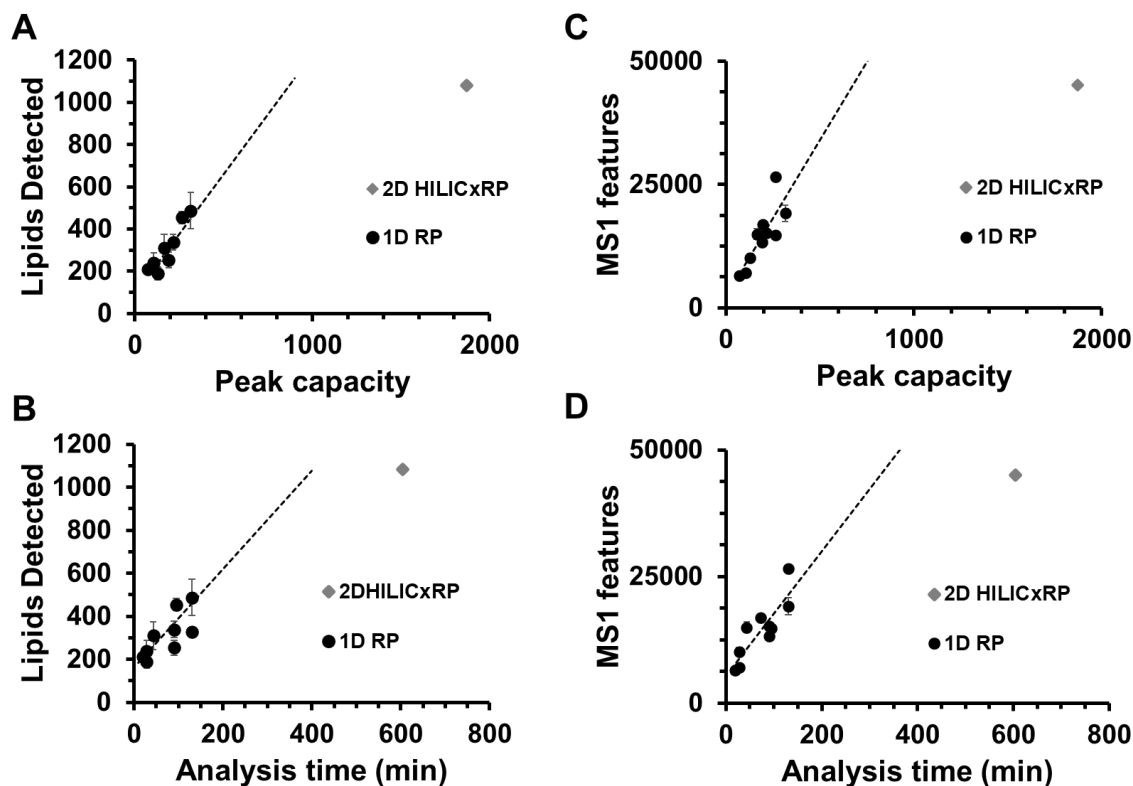 A
Lipids Detected
1200
1000
800
600
400
200
0
0
1000
2000
Peak capacity
2D HILICxRP
1D RP
C
MS1 features
50000
25000
0
0
1000
2000
Peak capacity
2D HILICxRP
1D RP
B
Lipids Detected
1200
1000
800
600
400
200
0
0
200
400
600
800
Analysis time (min)
2DHILICxRP
1D RP
D
MS1 features
50000
25000
0
0
200
400
600
800
Analysis time (min)
2D HILICxRP
1D RP